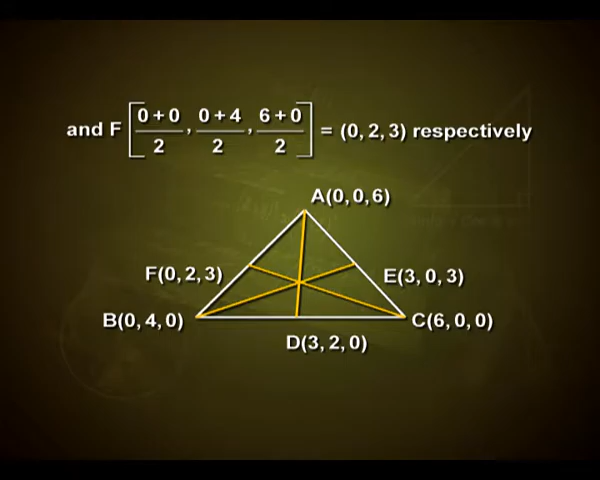 and F [0+0/2, 0+4/2, 6+0/2] = (0, 2, 3) respectively
A(0, 0, 6)
F(0, 2, 3)
E(3, 0, 3)
B(0, 4, 0)
C(6, 0, 0)
D(3, 2, 0)